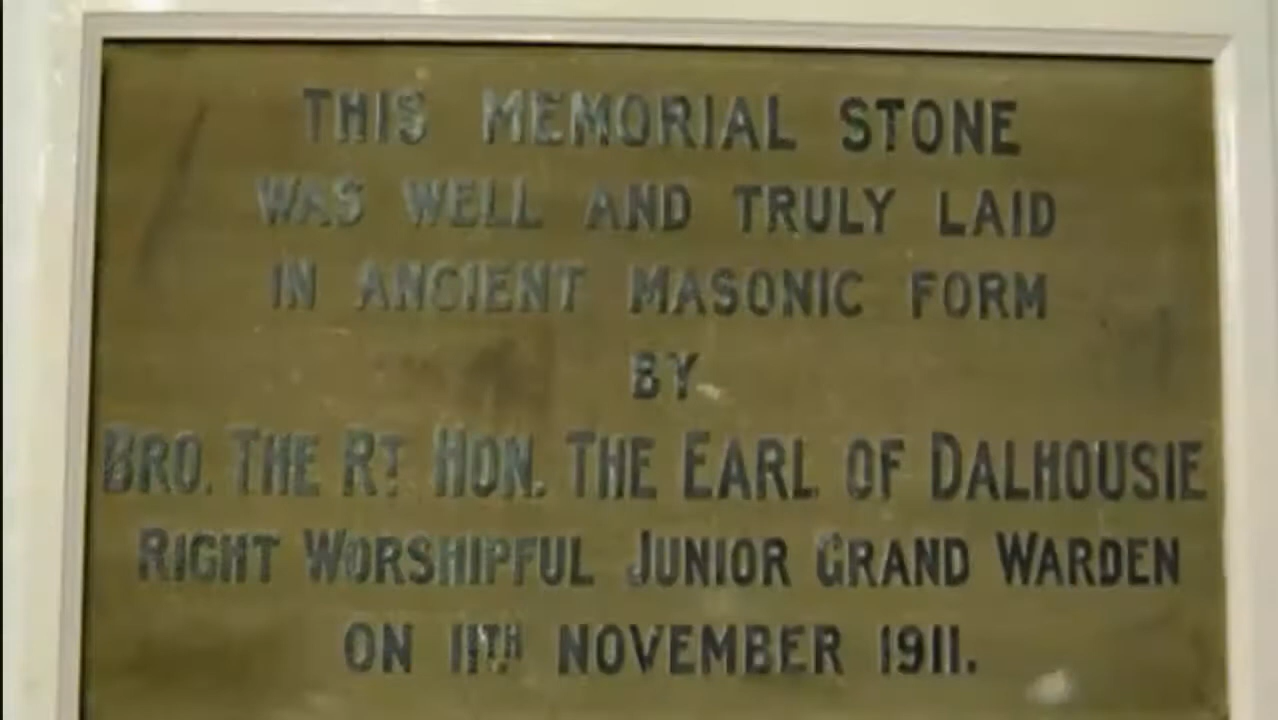 THIS MEMORIAL STONE
WAS WELL AND TRULY LAID
IN ANCIENT MASONIC FORM
BY
BRO. THE RT HON. THE EARL OF DALHOUSIE
RIGHT WORSHIPFUL JUNIOR GRAND WARDEN
ON 11TH NOVEMBER 1911.